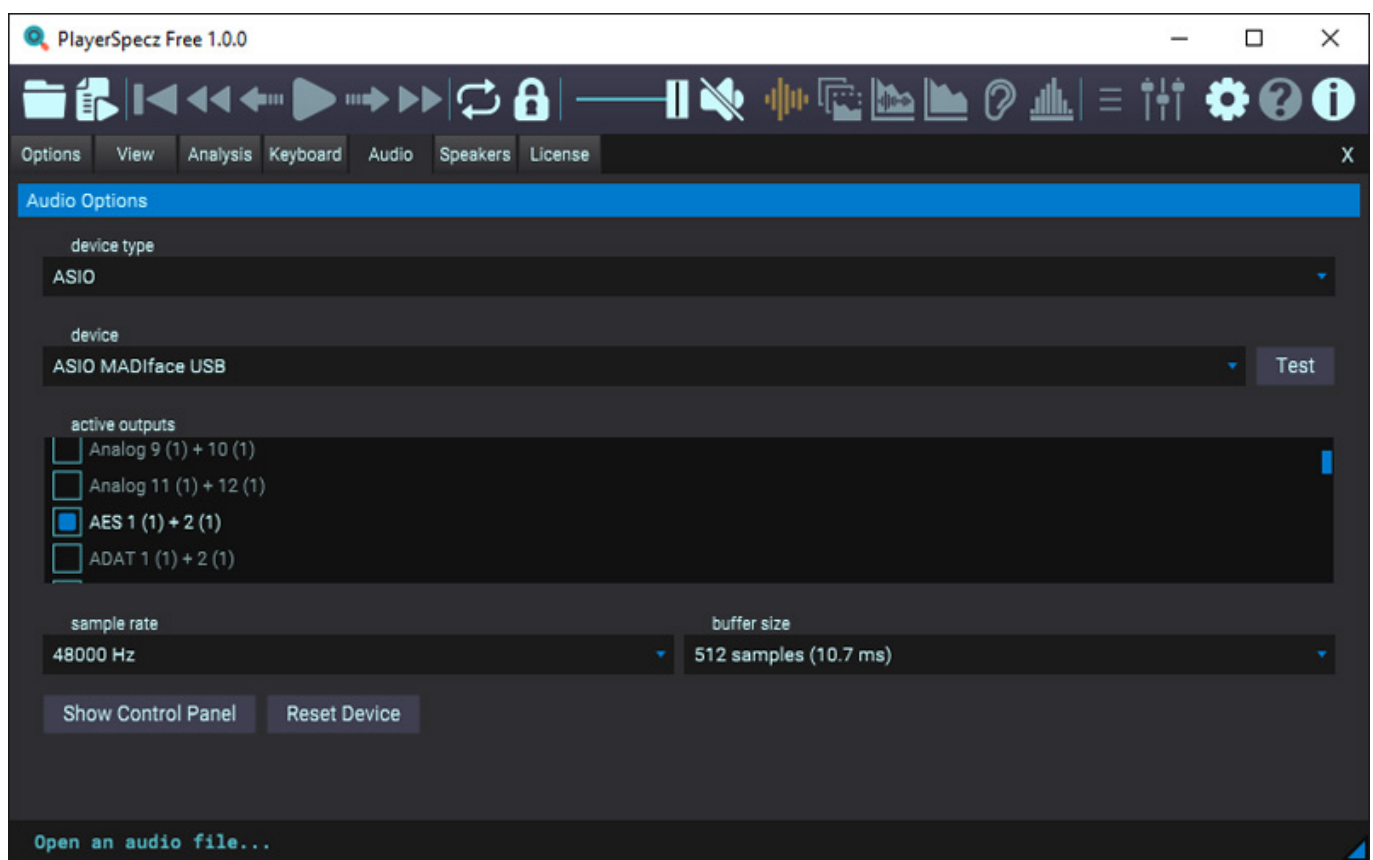 PlayerSpecz Free 1.0.0
Options View Analysis Keyboard Audio Speakers License X
Audio Options
device type
ASIO
device
ASIO MADIface USB Test
active outputs
Analog 9 (1) + 10 (1)
Analog 11 (1) + 12 (1)
AES 1 (1) + 2 (1)
ADAT 1 (1) + 2 (1)
sample rate buffer size
48000 Hz 512 samples (10.7 ms)
Show Control Panel Reset Device
Open an audio file...